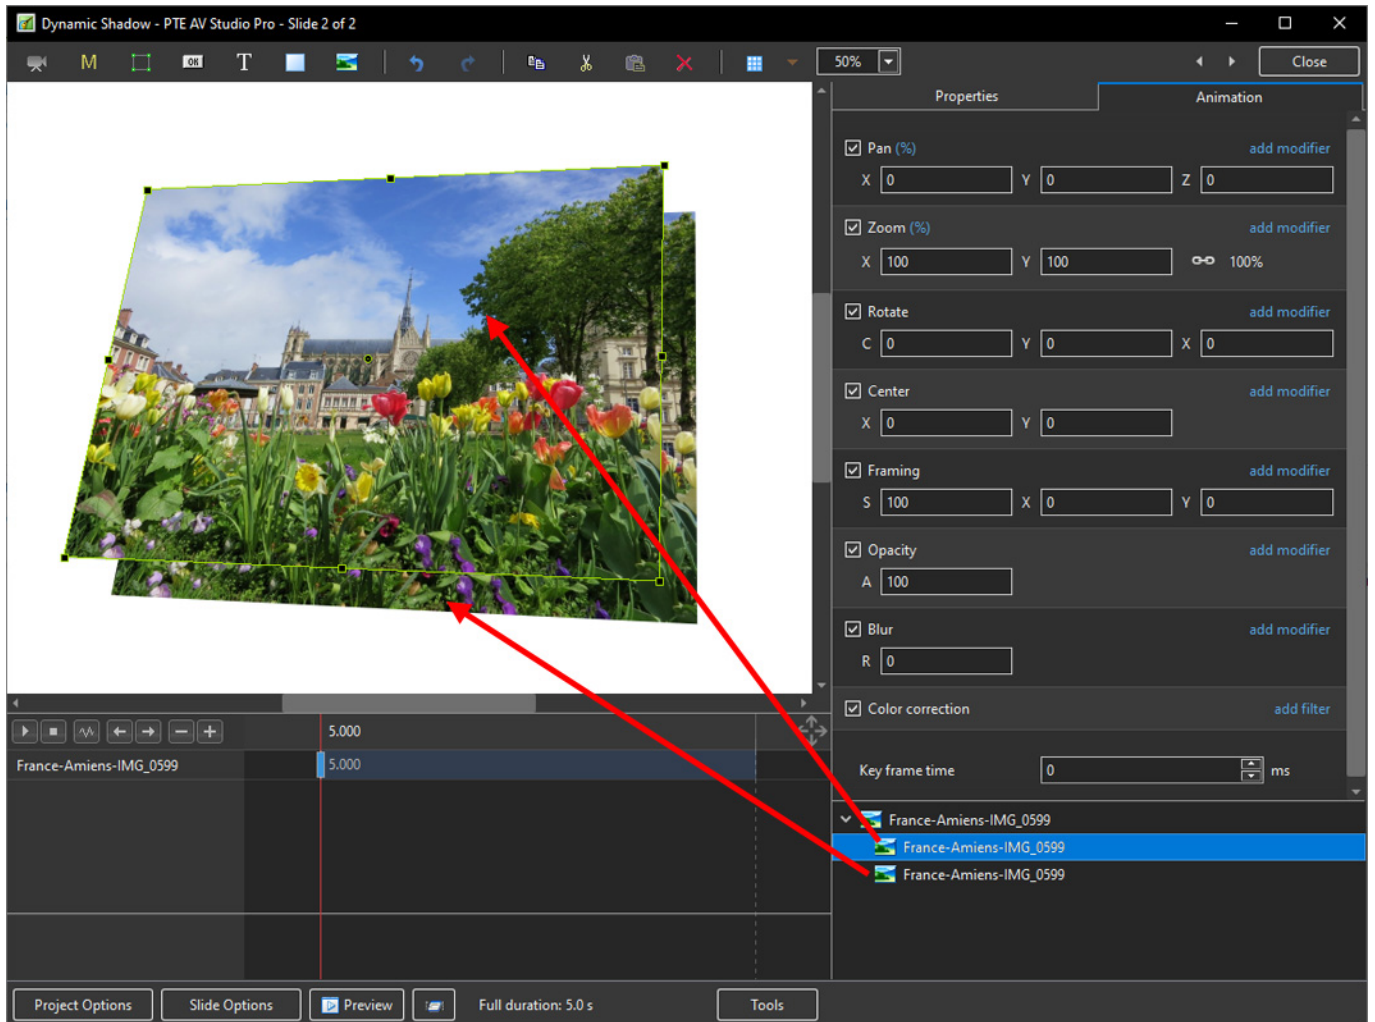 Dynamic Shadow - PTE AV Studio Pro - Slide 2 of 2
M OK T 50% Close
Properties Animation
Pan (%) add modifier
X 0 Y 0 Z 0
Zoom (%) add modifier
X 100 Y 100 100%
Rotate add modifier
C 0 Y 0 X 0
Center add modifier
X 0 Y 0
Framing add modifier
S 100 X 0 Y 0
Opacity add modifier
A 100
Blur add modifier
R 0
Color correction add filter
Key frame time 0 ms
5.000
France-Amiens-IMG_0599 5.000
France-Amiens-IMG_0599
France-Amiens-IMG_0599
France-Amiens-IMG_0599
Project Options Slide Options Preview Full duration: 5.0 s Tools